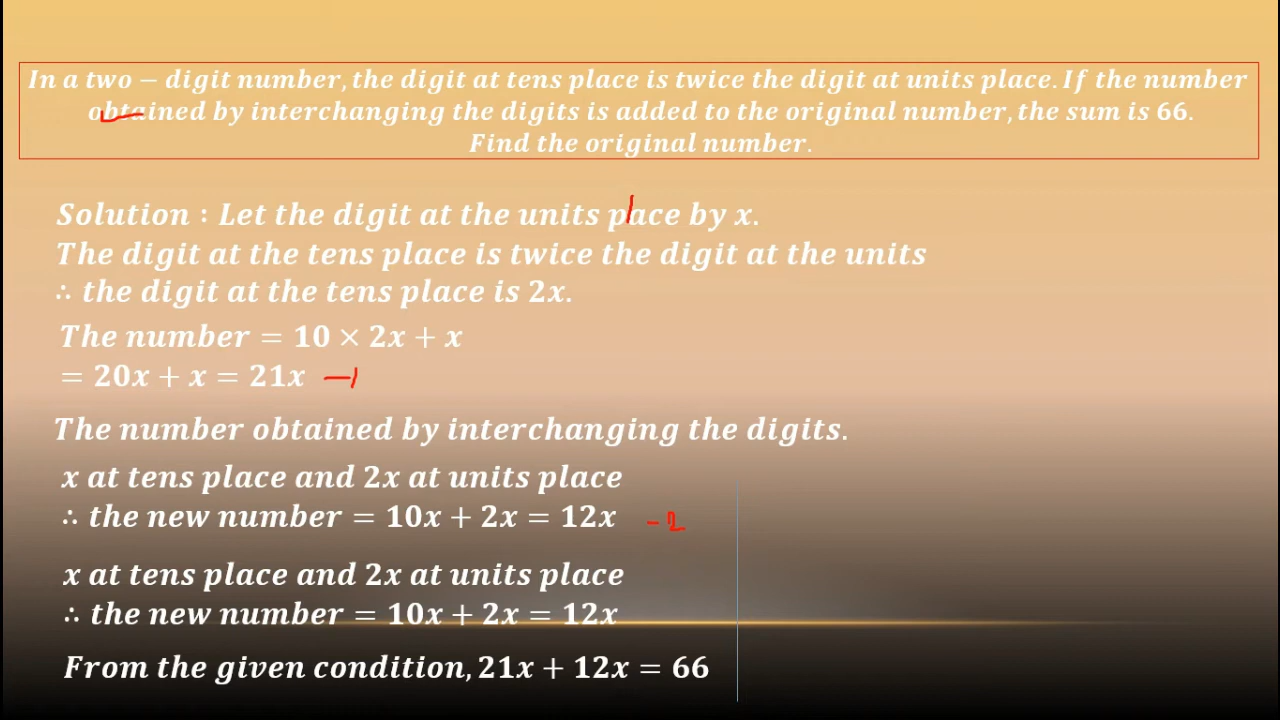 In a two − digit number, the digit at tens place is twice the digit at units place. If the number
obtained by interchanging the digits is added to the original number, the sum is 66.
Find the original number.
Solution : Let the digit at the units place by x.
The digit at the tens place is twice the digit at the units
∴ the digit at the tens place is 2x.
The number = 10 × 2x + x
= 20x + x = 21x — 1
The number obtained by interchanging the digits.
x at tens place and 2x at units place
∴ the new number = 10x + 2x = 12x - 2
x at tens place and 2x at units place
∴ the new number = 10x + 2x = 12x
From the given condition, 21x + 12x = 66